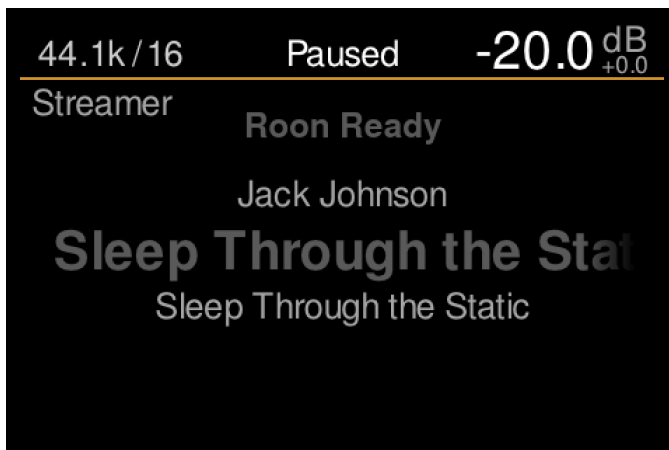 44.1k/16 Paused -20.0 dB
+0.0
Streamer
Roon Ready
Jack Johnson
Sleep Through the Stat
Sleep Through the Static